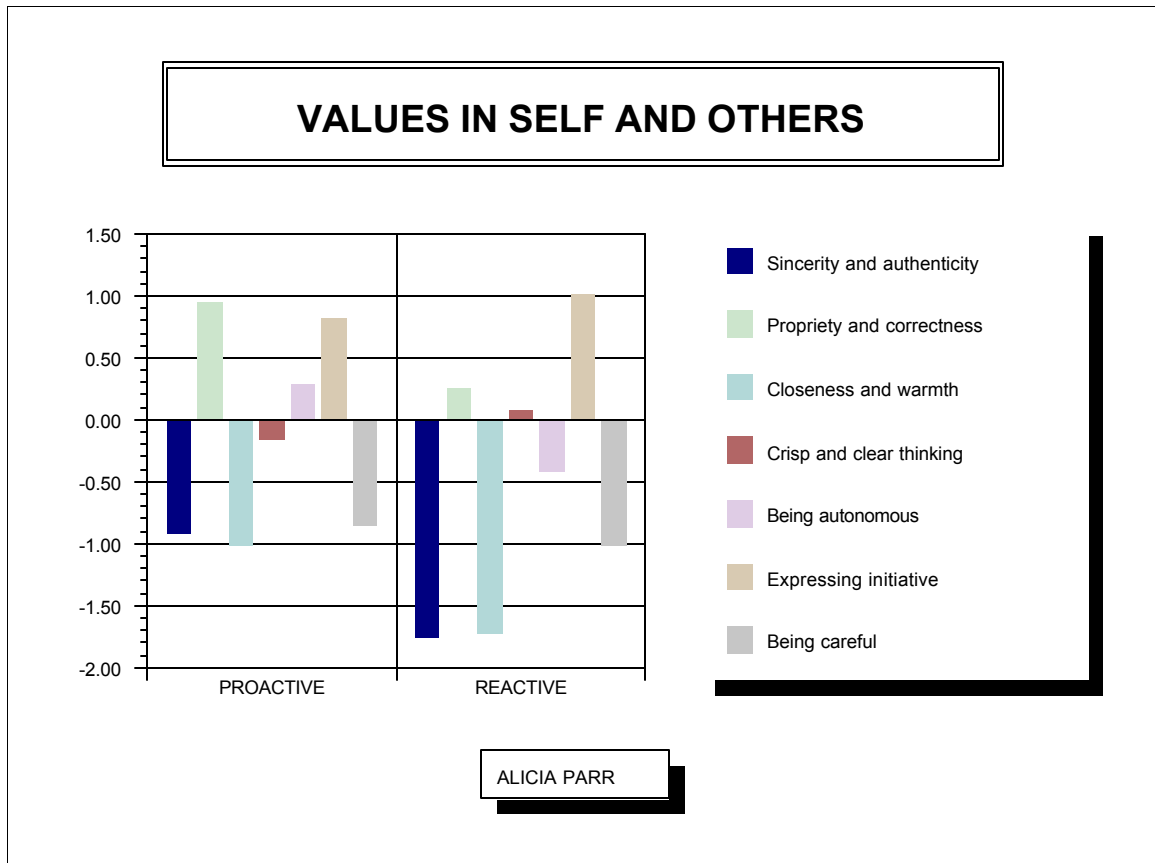 VALUES IN SELF AND OTHERS
1.50
1.00
0.50
0.00
-0.50
-1.00
-1.50
-2.00
PROACTIVE
REACTIVE
Sincerity and authenticity
Propriety and correctness
Closeness and warmth
Crisp and clear thinking
Being autonomous
Expressing initiative
Being careful
ALICIA PARR